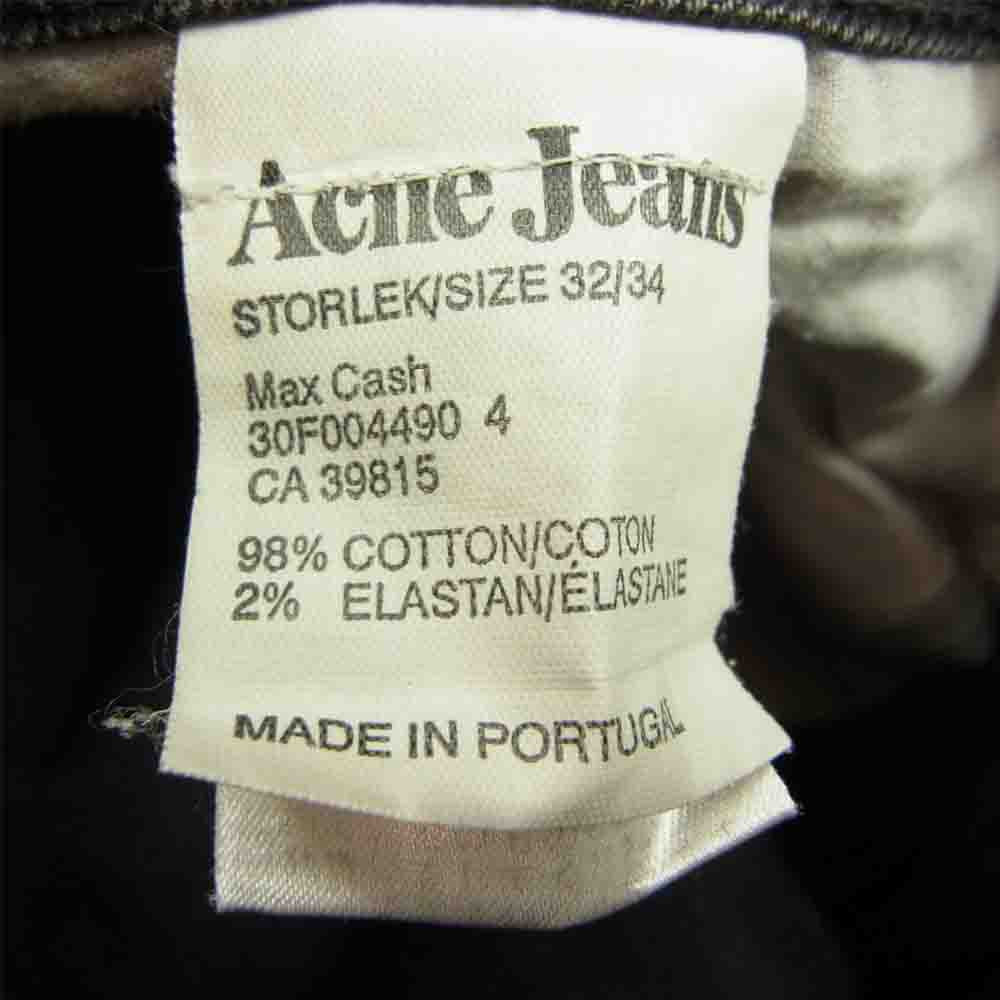 Acne Jeans
STORLEK/SIZE 32/34
Max Cash
30F004490 4
CA 39815
98% COTTON/COTON
2% ELASTAN/ÉLASTANE
MADE IN PORTUGAL